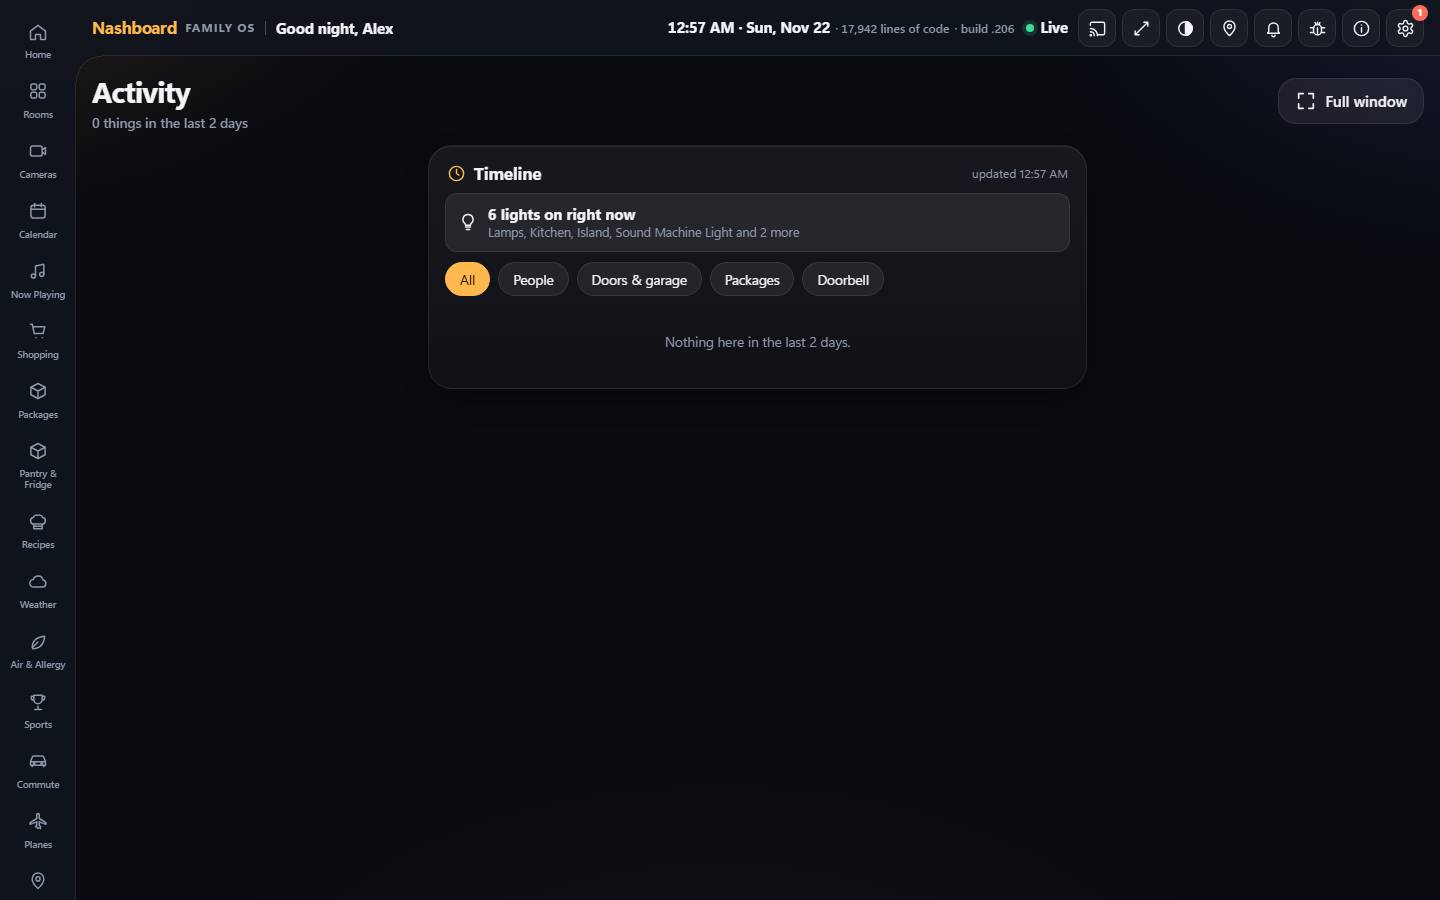 Nashboard FAMILY OS Good night, Alex
12:57 AM · Sun, Nov 22 · 17,942 lines of code · build .206 Live
1
Home
Rooms
Cameras
Calendar
Now Playing
Shopping
Packages
Pantry &
Fridge
Recipes
Weather
Air & Allergy
Sports
Commute
Planes
Activity
0 things in the last 2 days
Full window
Timeline
updated 12:57 AM
6 lights on right now
Lamps, Kitchen, Island, Sound Machine Light and 2 more
All People Doors & garage Packages Doorbell
Nothing here in the last 2 days.